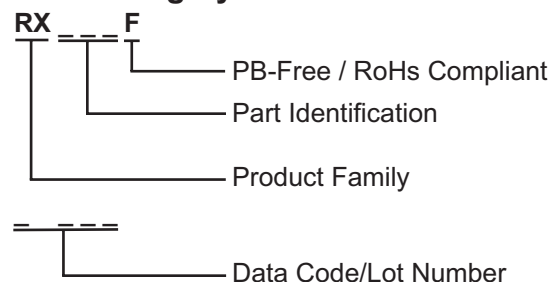 RX _ _ _ F
PB-Free / RoHs Compliant
Part Identification
Product Family
_ _ _ _
Data Code/Lot Number